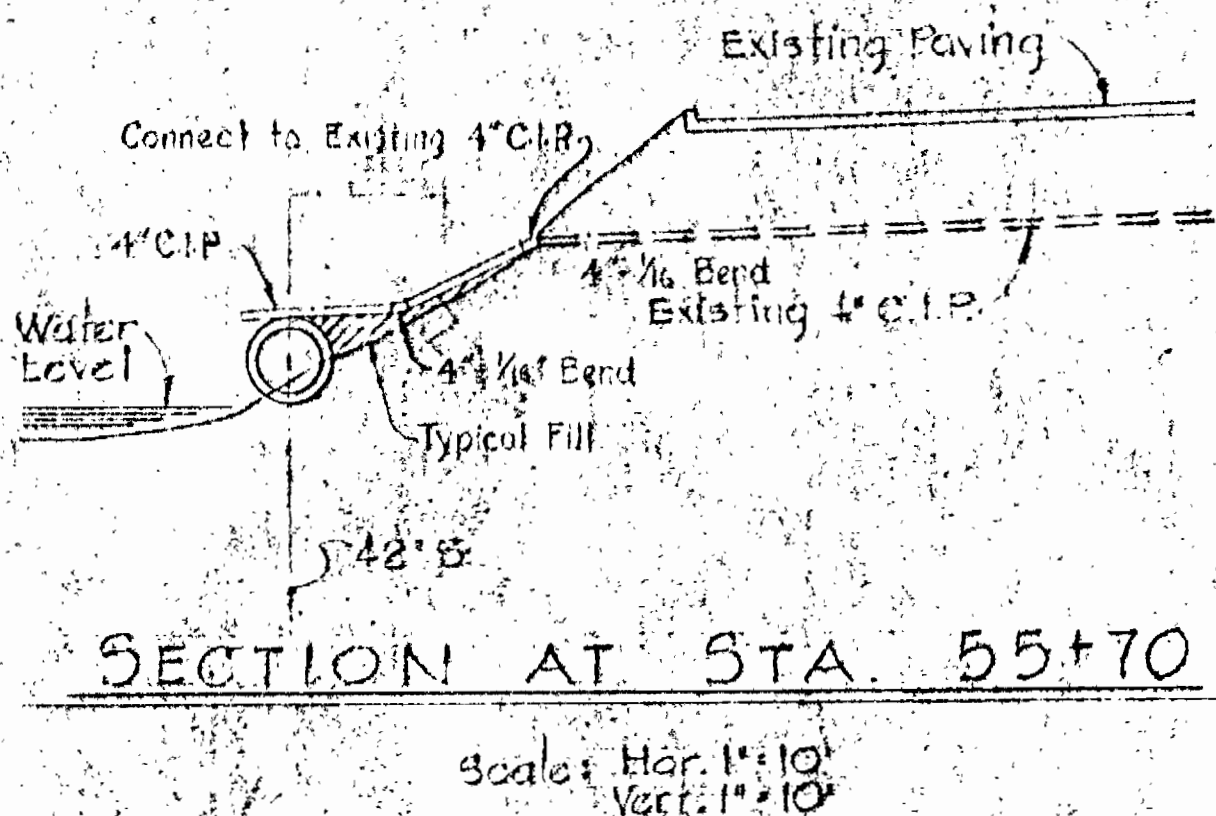 Existing Paving
Connect to Existing 4" C.I.P.
4" C.I.P.
4" 1/16 Bend
Existing 4" C.I.P.
Water
Level
4" 1/16 Bend
Typical Fill
42" S
SECTION AT STA. 55+70
Scale: Hor. 1"=10'
Vert. 1"=10'